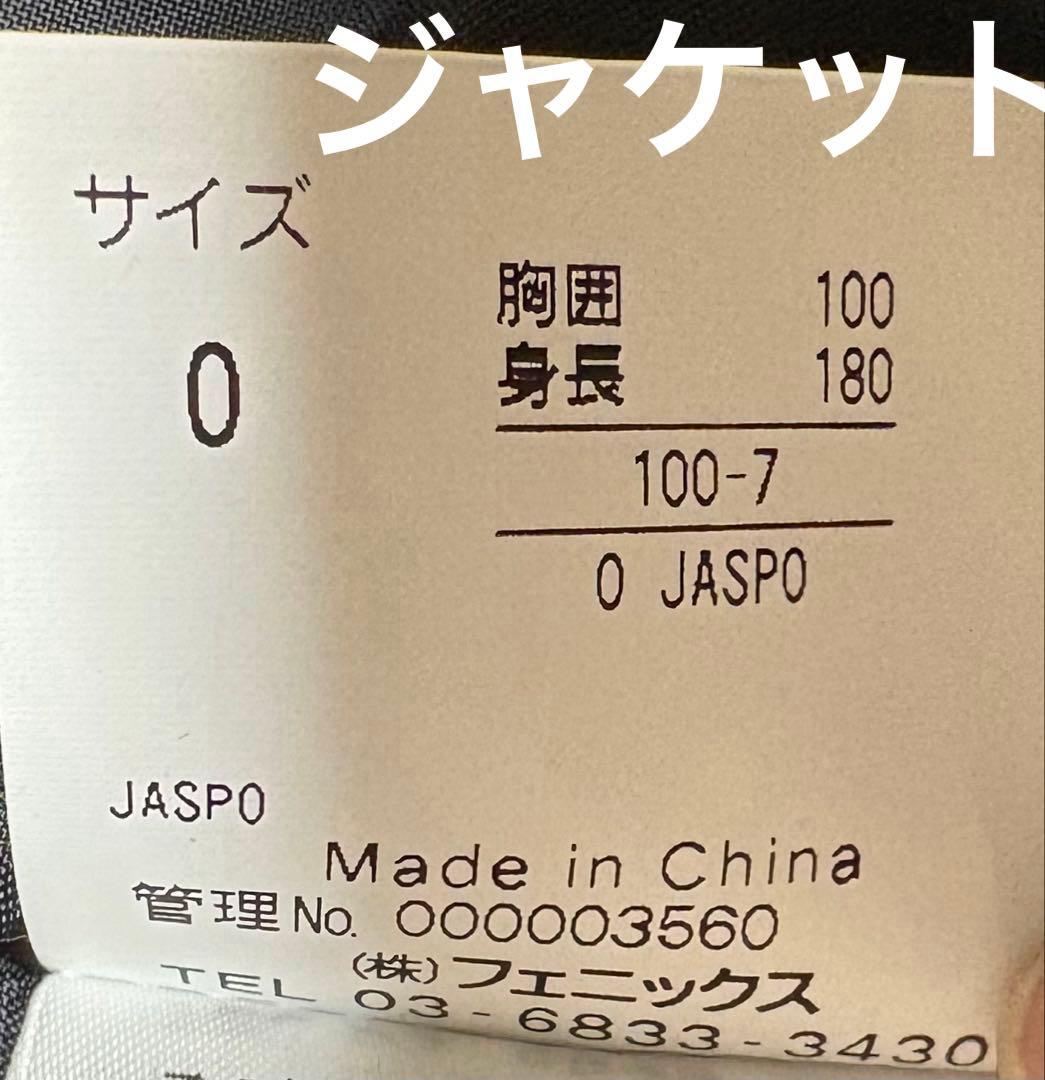 ジャケット
サイズ
0
胸囲 100
身長 180
100-7
0 JASPO
JASPO
Made in China
管理No. 000003560
(株)フェニックス
TEL 03-6833-3430